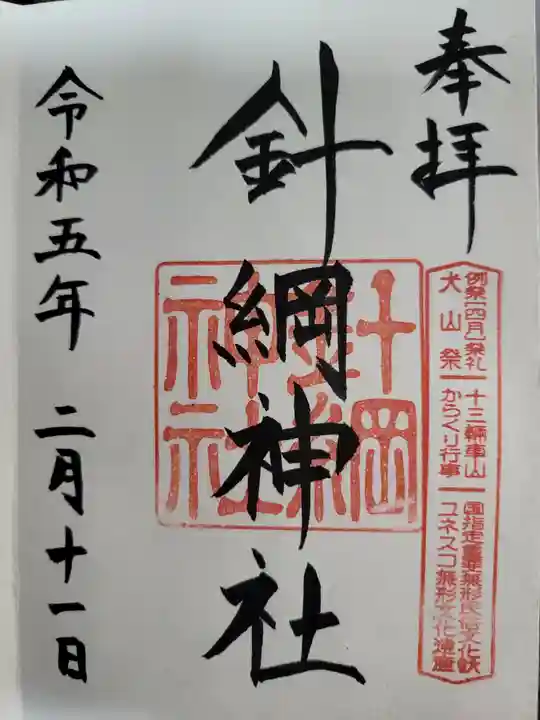 奉拝
例祭[四月]祭礼
犬山祭
十三輛車山
からくり行事
国指定重要無形民俗文化財
ユネスコ無形文化遺産
針綱神社
針綱
神社
令和五年 二月十一日